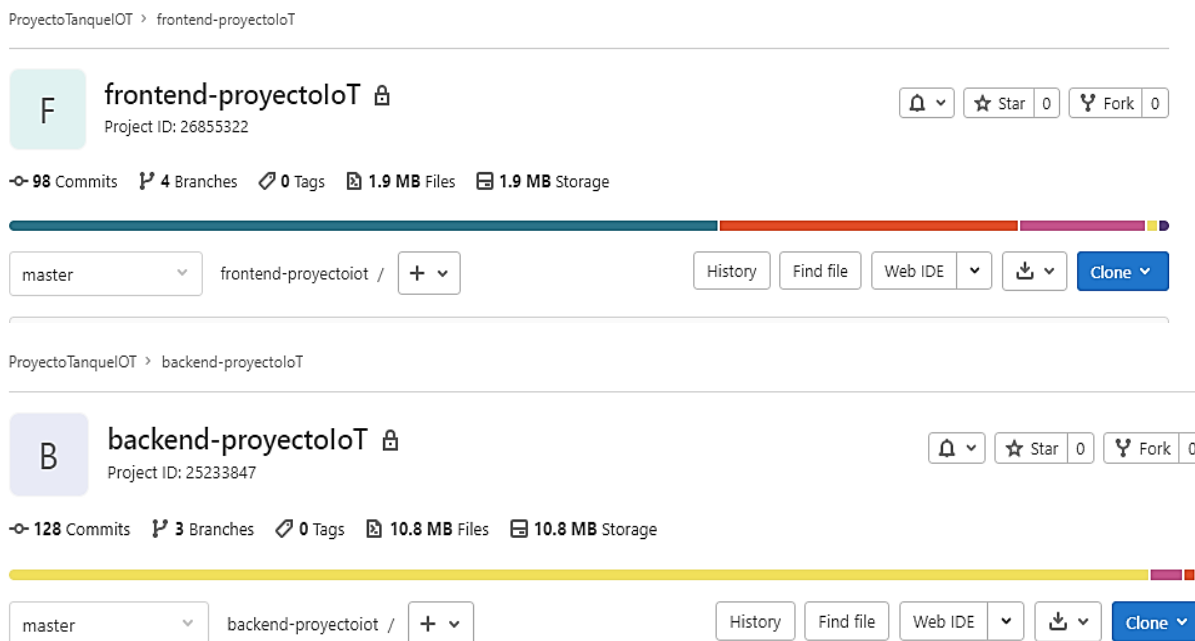 ProyectoTanqueIOT > frontend-proyectoIoT
F
frontend-proyectoIoT
Project ID: 26855322
Star 0 Fork 0
98 Commits 4 Branches 0 Tags 1.9 MB Files 1.9 MB Storage
master frontend-proyectoiot / + History Find file Web IDE Clone
ProyectoTanqueIOT > backend-proyectoIoT
B
backend-proyectoIoT
Project ID: 25233847
Star 0 Fork 0
128 Commits 3 Branches 0 Tags 10.8 MB Files 10.8 MB Storage
master backend-proyectoiot / + History Find file Web IDE Clone